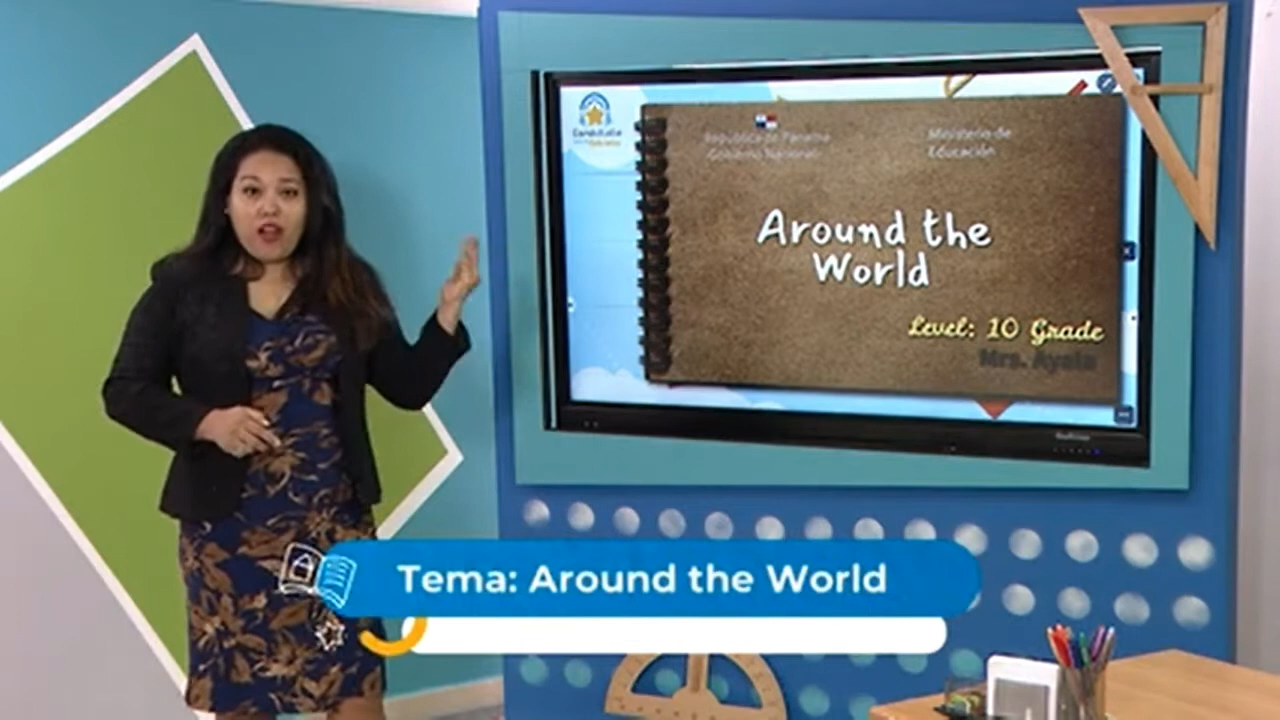 República de Panamá
Gobierno Nacional
Ministerio de
Educación
Around the
World
Level: 10 Grade
Mrs. Ayala
Tema: Around the World